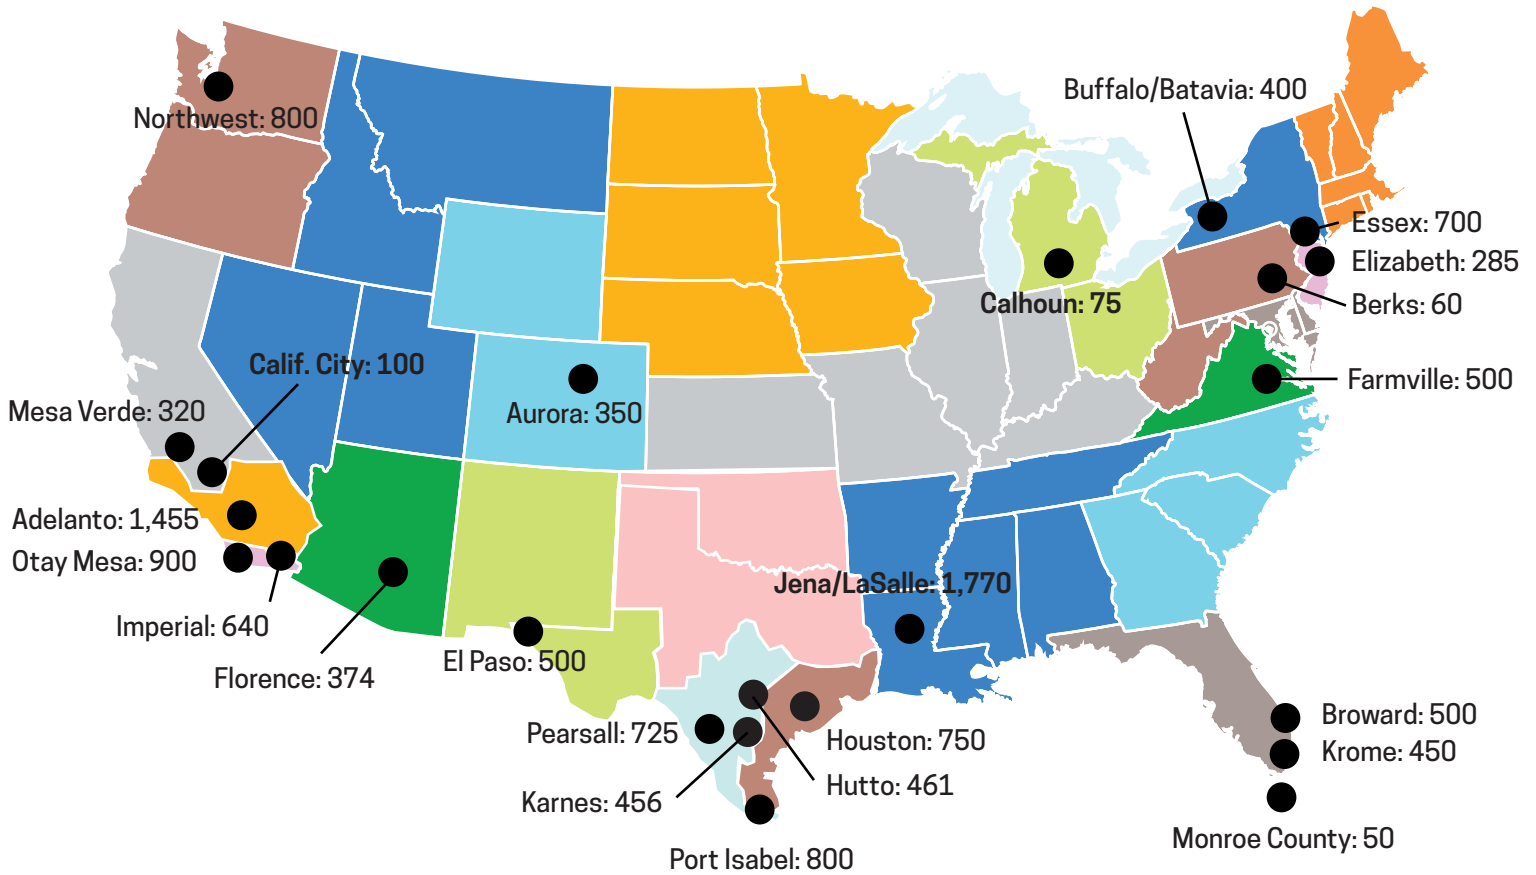 Buffalo/Batavia: 400
Northwest: 800
Essex: 700
Elizabeth: 285
Calhoun: 75
Berks: 60
Calif. City: 100
Farmville: 500
Mesa Verde: 320
Aurora: 350
Adelanto: 1,455
Otay Mesa: 900
Jena/LaSalle: 1,770
Imperial: 640
El Paso: 500
Florence: 374
Broward: 500
Pearsall: 725
Houston: 750
Krome: 450
Hutto: 461
Karnes: 456
Monroe County: 50
Port Isabel: 800